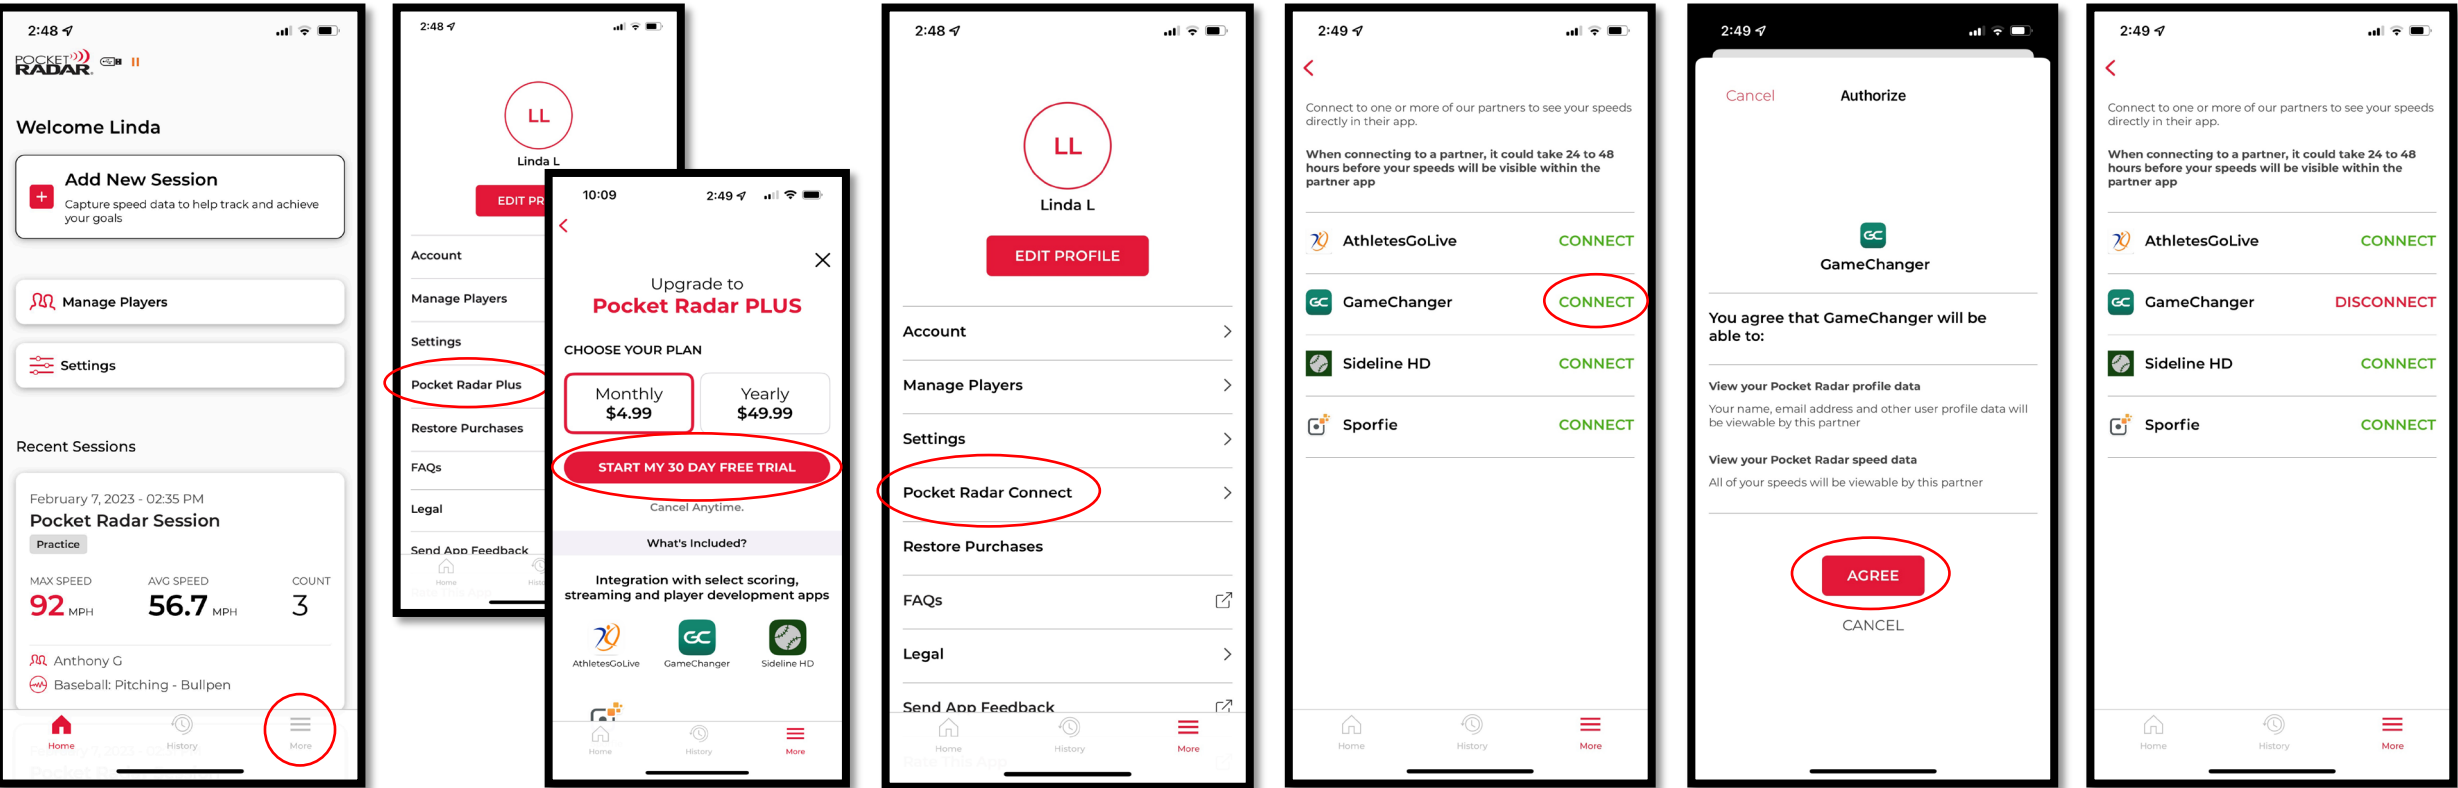 2:48
POCKET
RADAR
Welcome Linda
Add New Session
Capture speed data to help track and achieve
your goals
Manage Players
Settings
Recent Sessions
February 7, 2023 - 02:35 PM
Pocket Radar Session
Practice
MAX SPEED AVG SPEED COUNT
92 MPH 56.7 MPH 3
Anthony G
Baseball: Pitching - Bullpen
Home History More
2:48
LL
Linda L
EDIT PR
Account
Manage Players
Settings
Pocket Radar Plus
Restore Purchases
FAQs
Legal
Send App Feedback
Home
Rate This App
10:09 2:49
Upgrade to
Pocket Radar PLUS
CHOOSE YOUR PLAN
Monthly Yearly
$4.99 $49.99
START MY 30 DAY FREE TRIAL
Cancel Anytime.
What's Included?
Integration with select scoring,
streaming and player development apps
GC
AthletesGoLive GameChanger Sideline HD
Home History More
2:48
LL
Linda L
EDIT PROFILE
Account
Manage Players
Settings
Pocket Radar Connect
Restore Purchases
FAQs
Legal
Send App Feedback
Home History More
Rate This App
2:49
Connect to one or more of our partners to see your speeds
directly in their app.
When connecting to a partner, it could take 24 to 48
hours before your speeds will be visible within the
partner app
AthletesGoLive CONNECT
GC GameChanger CONNECT
Sideline HD CONNECT
Sporfie CONNECT
Home History More
2:49
Cancel Authorize
GC
GameChanger
You agree that GameChanger will be
able to:
View your Pocket Radar profile data
Your name, email address and other user profile data will
be viewable by this partner
View your Pocket Radar speed data
All of your speeds will be viewable by this partner
AGREE
CANCEL
2:49
Connect to one or more of our partners to see your speeds
directly in their app.
When connecting to a partner, it could take 24 to 48
hours before your speeds will be visible within the
partner app
AthletesGoLive CONNECT
GC GameChanger DISCONNECT
Sideline HD CONNECT
Sporfie CONNECT
Home History More